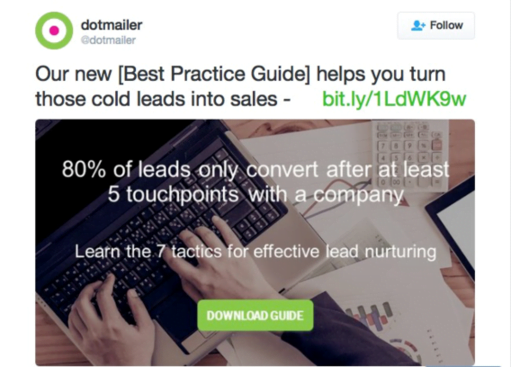 dotmailer
@dotmailer
Follow
Our new [Best Practice Guide] helps you turn
those cold leads into sales - bit.ly/1LdWK9w
80% of leads only convert after at least
5 touchpoints with a company
Learn the 7 tactics for effective lead nurturing
DOWNLOAD GUIDE